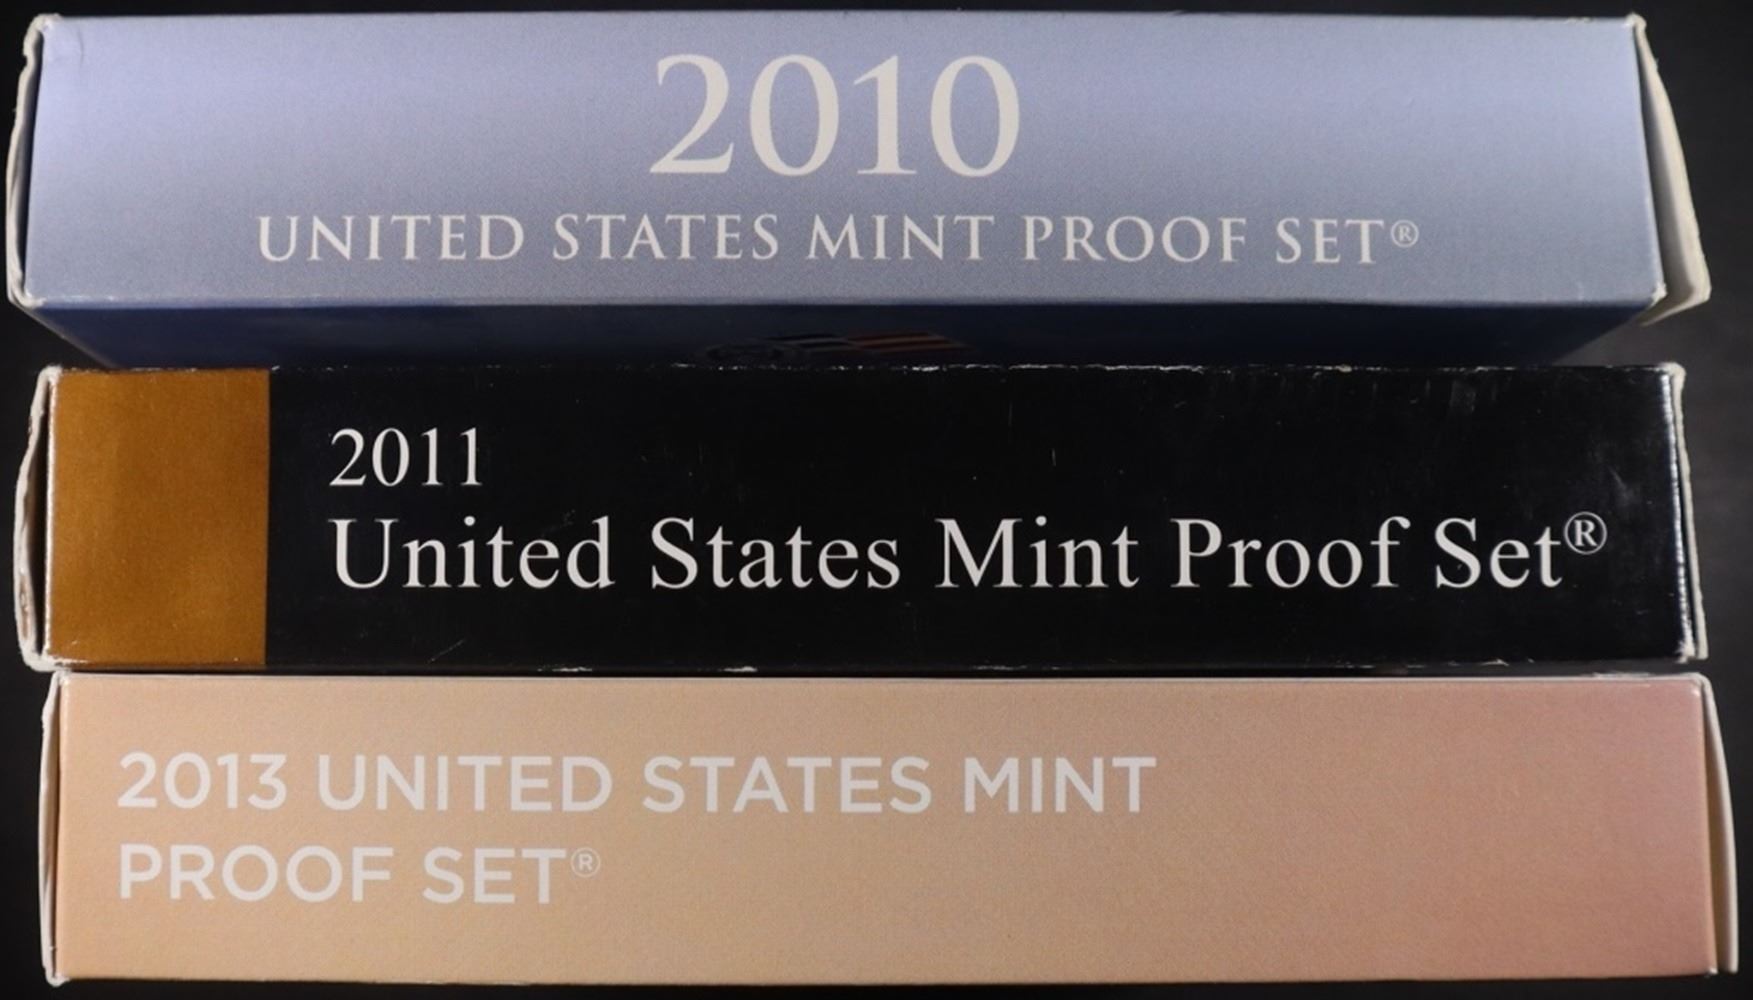 2010
UNITED STATES MINT PROOF SET®
2011
United States Mint Proof Set®
2013 UNITED STATES MINT
PROOF SET®